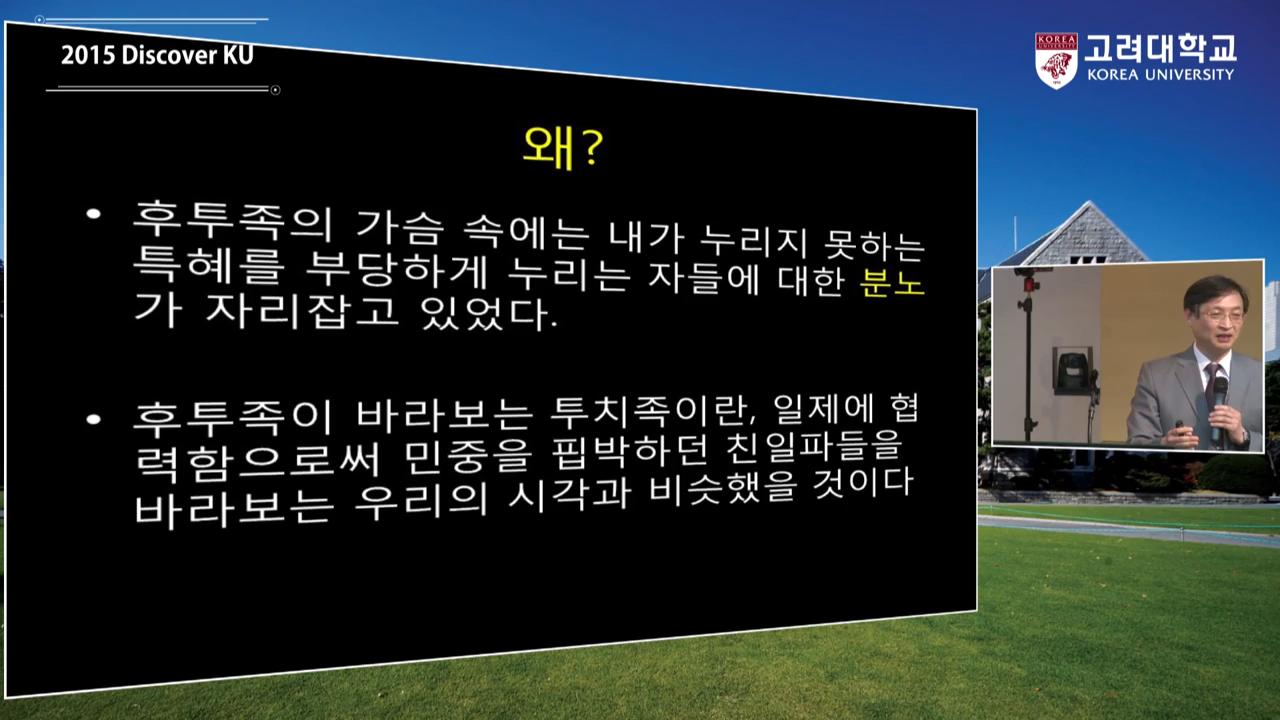 2015 Discover KU
KOREA
UNIVERSITY
고려대학교
KOREA UNIVERSITY
왜?
• 후투족의 가슴 속에는 내가 누리지 못하는
특혜를 부당하게 누리는 자들에 대한 분노
가 자리잡고 있었다.
• 후투족이 바라보는 투치족이란, 일제에 협
력함으로써 민중을 핍박하던 친일파들을
바라보는 우리의 시각과 비슷했을 것이다